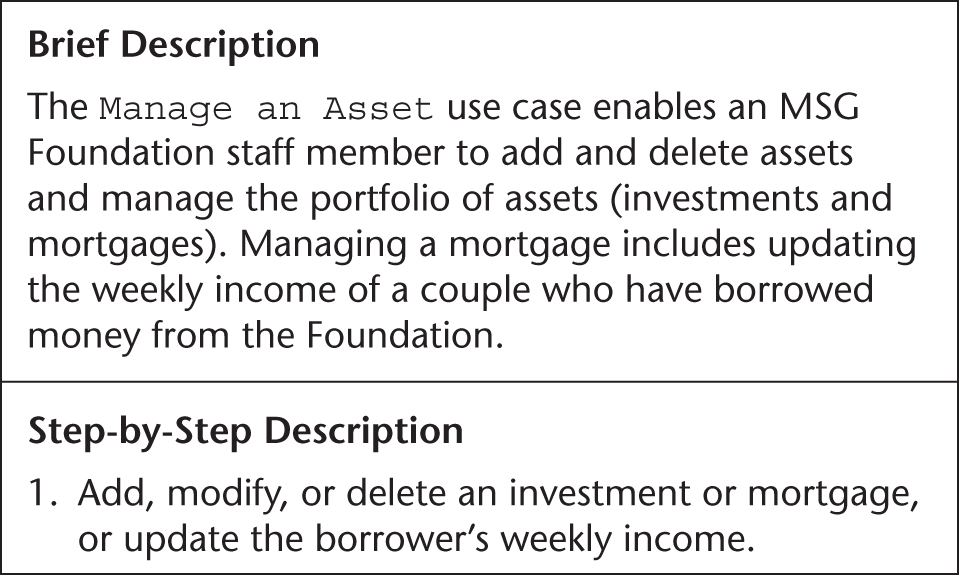 Brief Description
The Manage an Asset use case enables an MSG
Foundation staff member to add and delete assets
and manage the portfolio of assets (investments and
mortgages). Managing a mortgage includes updating
the weekly income of a couple who have borrowed
money from the Foundation.
Step-by-Step Description
1. Add, modify, or delete an investment or mortgage,
or update the borrower’s weekly income.